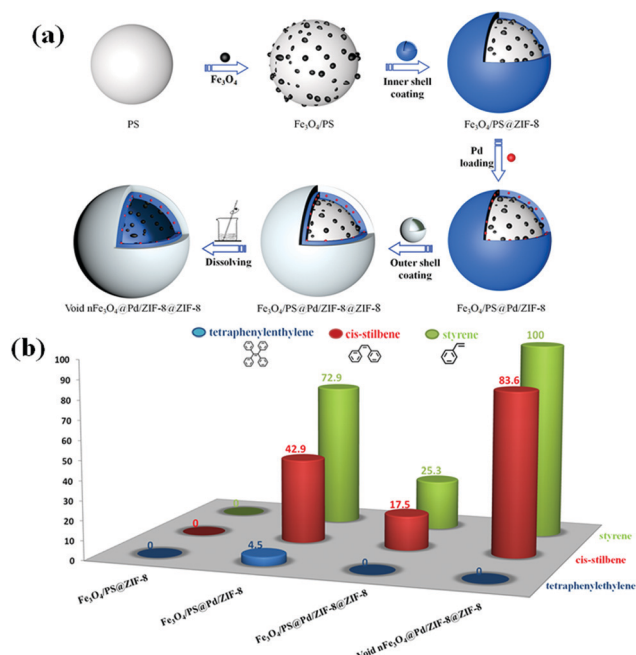 (a)
Fe₃O₄
Inner shell
coating
PS
Fe₃O₄/PS
Fe₃O₄/PS@ZIF-8
Pd
loading
Dissolving
Outer shell
coating
Void nFe₃O₄@Pd/ZIF-8@ZIF-8
Fe₃O₄/PS@Pd/ZIF-8@ZIF-8
Fe₃O₄/PS@Pd/ZIF-8
(b)
tetraphenylenthylene
cis-stilbene
styrene
100
90
80
70
60
50
40
30
20
10
0
0
72.9
25.3
100
0
42.9
17.5
83.6
0
4.5
0
0
styrene
cis-stilbene
tetraphenylethylene
Fe₃O₄/PS@ZIF-8
Fe₃O₄/PS@Pd/ZIF-8
Fe₃O₄/PS@Pd/ZIF-8@ZIF-8
Void nFe₃O₄@Pd/ZIF-8@ZIF-8